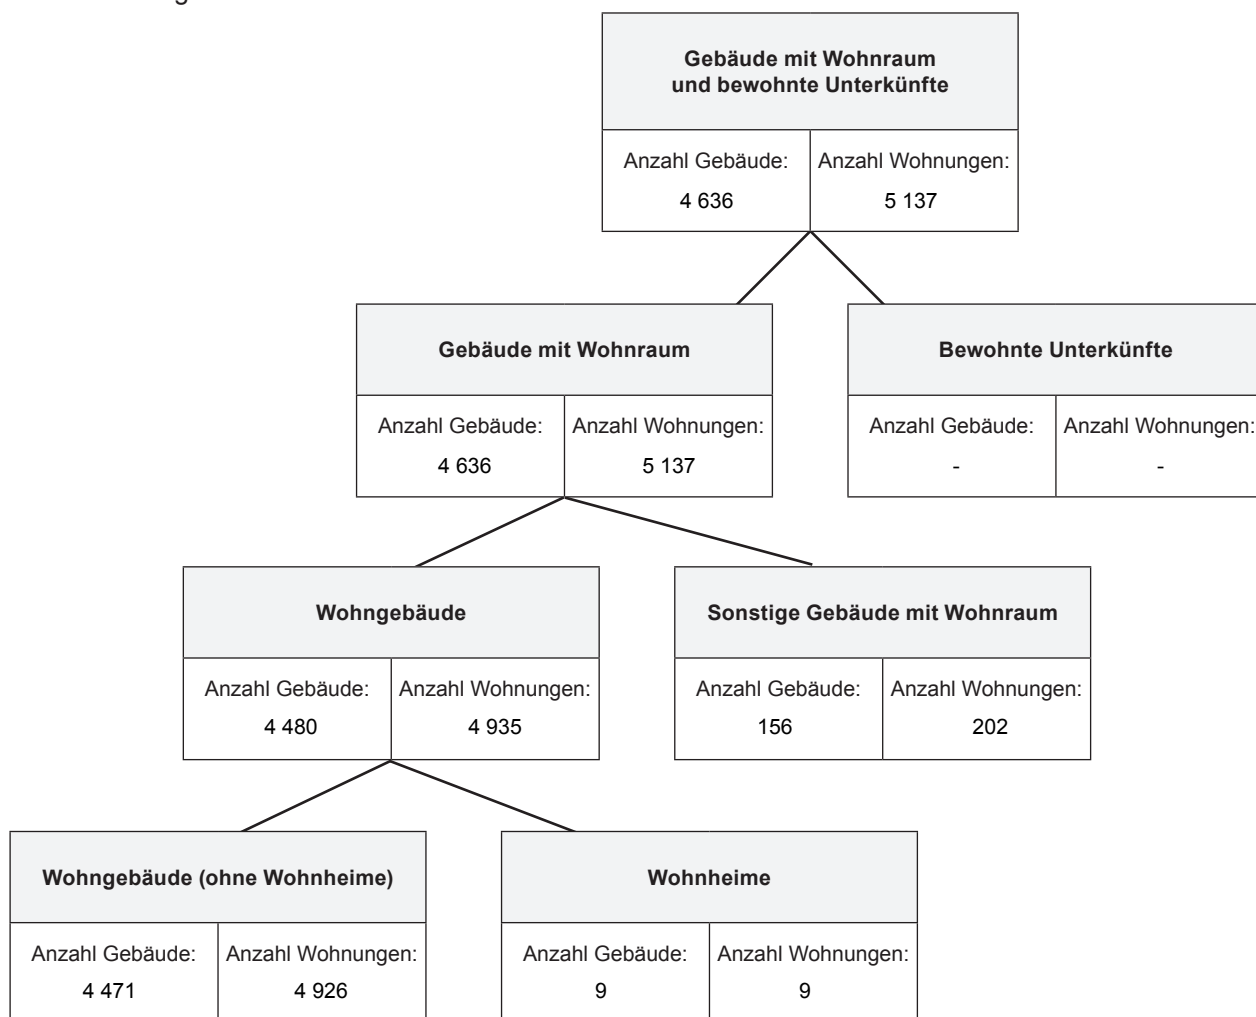 Gebäude mit Wohnraum
und bewohnte Unterkünfte
Anzahl Gebäude: Anzahl Wohnungen:
4 636 5 137
Gebäude mit Wohnraum Bewohnte Unterkünfte
Anzahl Gebäude: Anzahl Wohnungen: Anzahl Gebäude: Anzahl Wohnungen:
4 636 5 137 - -
Wohngebäude Sonstige Gebäude mit Wohnraum
Anzahl Gebäude: Anzahl Wohnungen: Anzahl Gebäude: Anzahl Wohnungen:
4 480 4 935 156 202
Wohngebäude (ohne Wohnheime) Wohnheime
Anzahl Gebäude: Anzahl Wohnungen: Anzahl Gebäude: Anzahl Wohnungen:
4 471 4 926 9 9